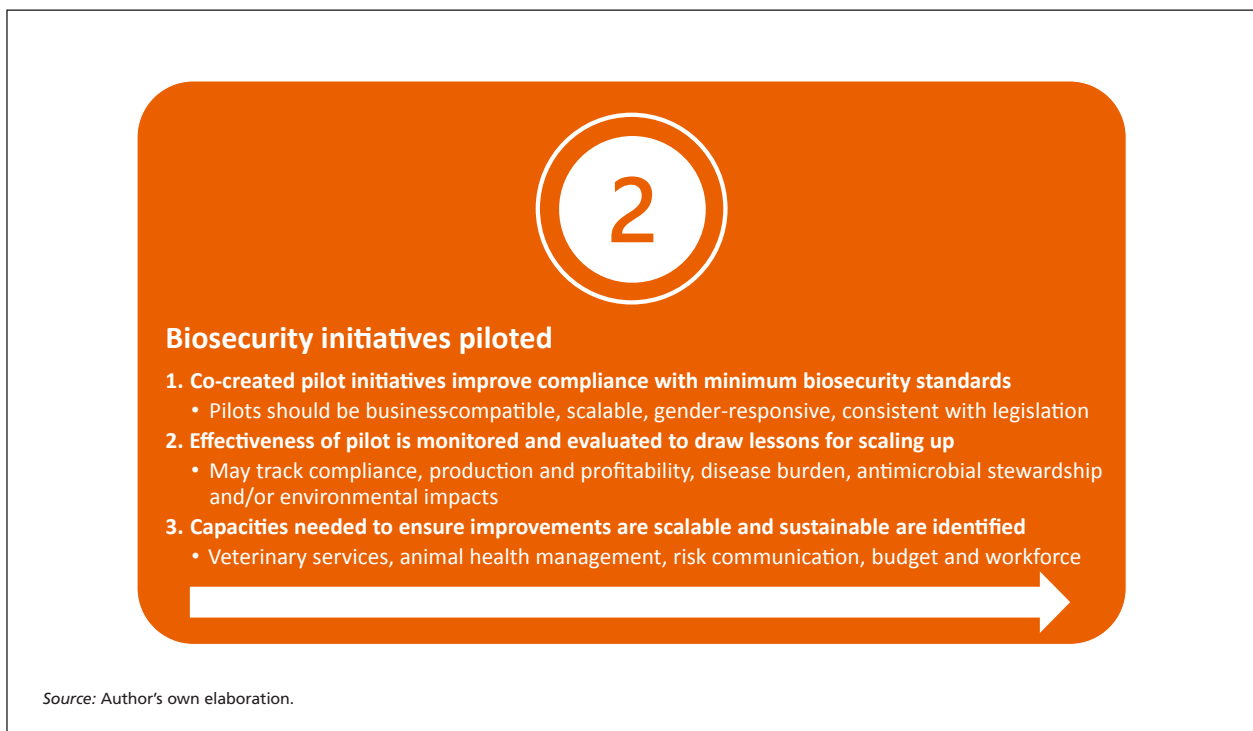 2
Biosecurity initiatives piloted
1. Co-created pilot initiatives improve compliance with minimum biosecurity standards
• Pilots should be business-compatible, scalable, gender-responsive, consistent with legislation
2. Effectiveness of pilot is monitored and evaluated to draw lessons for scaling up
• May track compliance, production and profitability, disease burden, antimicrobial stewardship
and/or environmental impacts
3. Capacities needed to ensure improvements are scalable and sustainable are identified
• Veterinary services, animal health management, risk communication, budget and workforce
Source: Author's own elaboration.